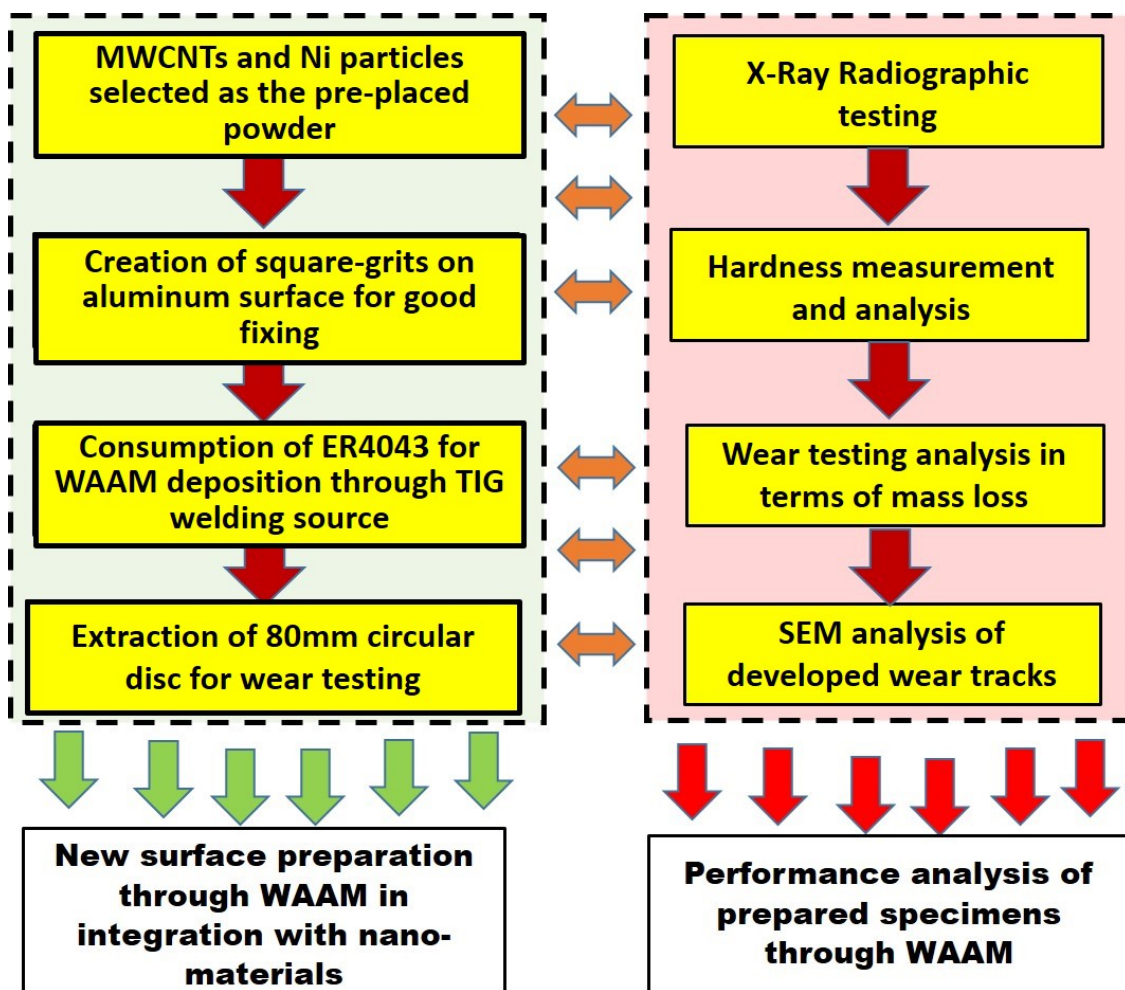 MWCNTs and Ni particles
selected as the pre-placed
powder
Creation of square-grits on
aluminum surface for good
fixing
Consumption of ER4043 for
WAAM deposition through TIG
welding source
Extraction of 80mm circular
disc for wear testing
New surface preparation
through WAAM in
integration with nano-
materials
X-Ray Radiographic
testing
Hardness measurement
and analysis
Wear testing analysis in
terms of mass loss
SEM analysis of
developed wear tracks
Performance analysis of
prepared specimens
through WAAM